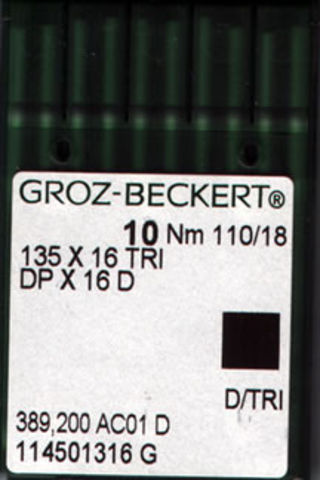 GROZ-BECKERT®
10 Nm 110/18
135 X 16 TRI
DP X 16 D
D/TRI
389,200 AC01 D
114501316 G